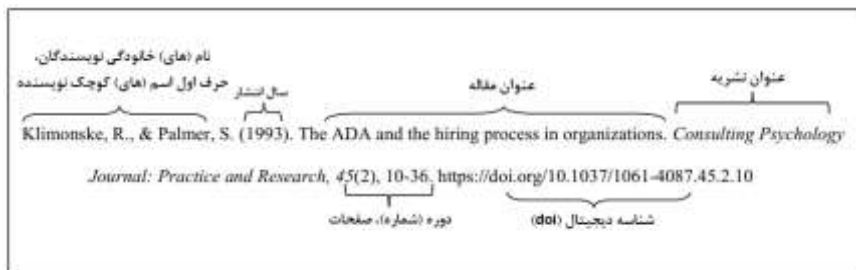 نام (های) خانودگی نویسندگان،
حرف اول اسم (های) کوچک نویسنده
سال انتشار
عنوان مقاله
عنوان نشریه
Klimonske, R., & Palmer, S. (1993). The ADA and the hiring process in organizations. Consulting Psychology
Journal: Practice and Research, 45(2), 10-36. https://doi.org/10.1037/1061-4087.45.2.10
دوره (شماره)، صفحات
شناسه دیجیتال (doi)